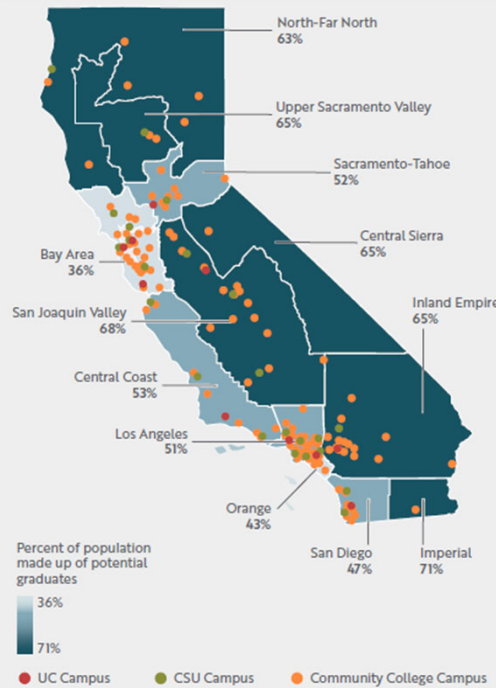 North-Far North
63%
Upper Sacramento Valley
65%
Sacramento-Tahoe
52%
Central Sierra
65%
Bay Area
36%
Inland Empire
65%
San Joaquin Valley
68%
Central Coast
53%
Los Angeles
51%
Orange
43%
San Diego
47%
Imperial
71%
Percent of population
made up of potential
graduates
36%
71%
UC Campus
CSU Campus
Community College Campus